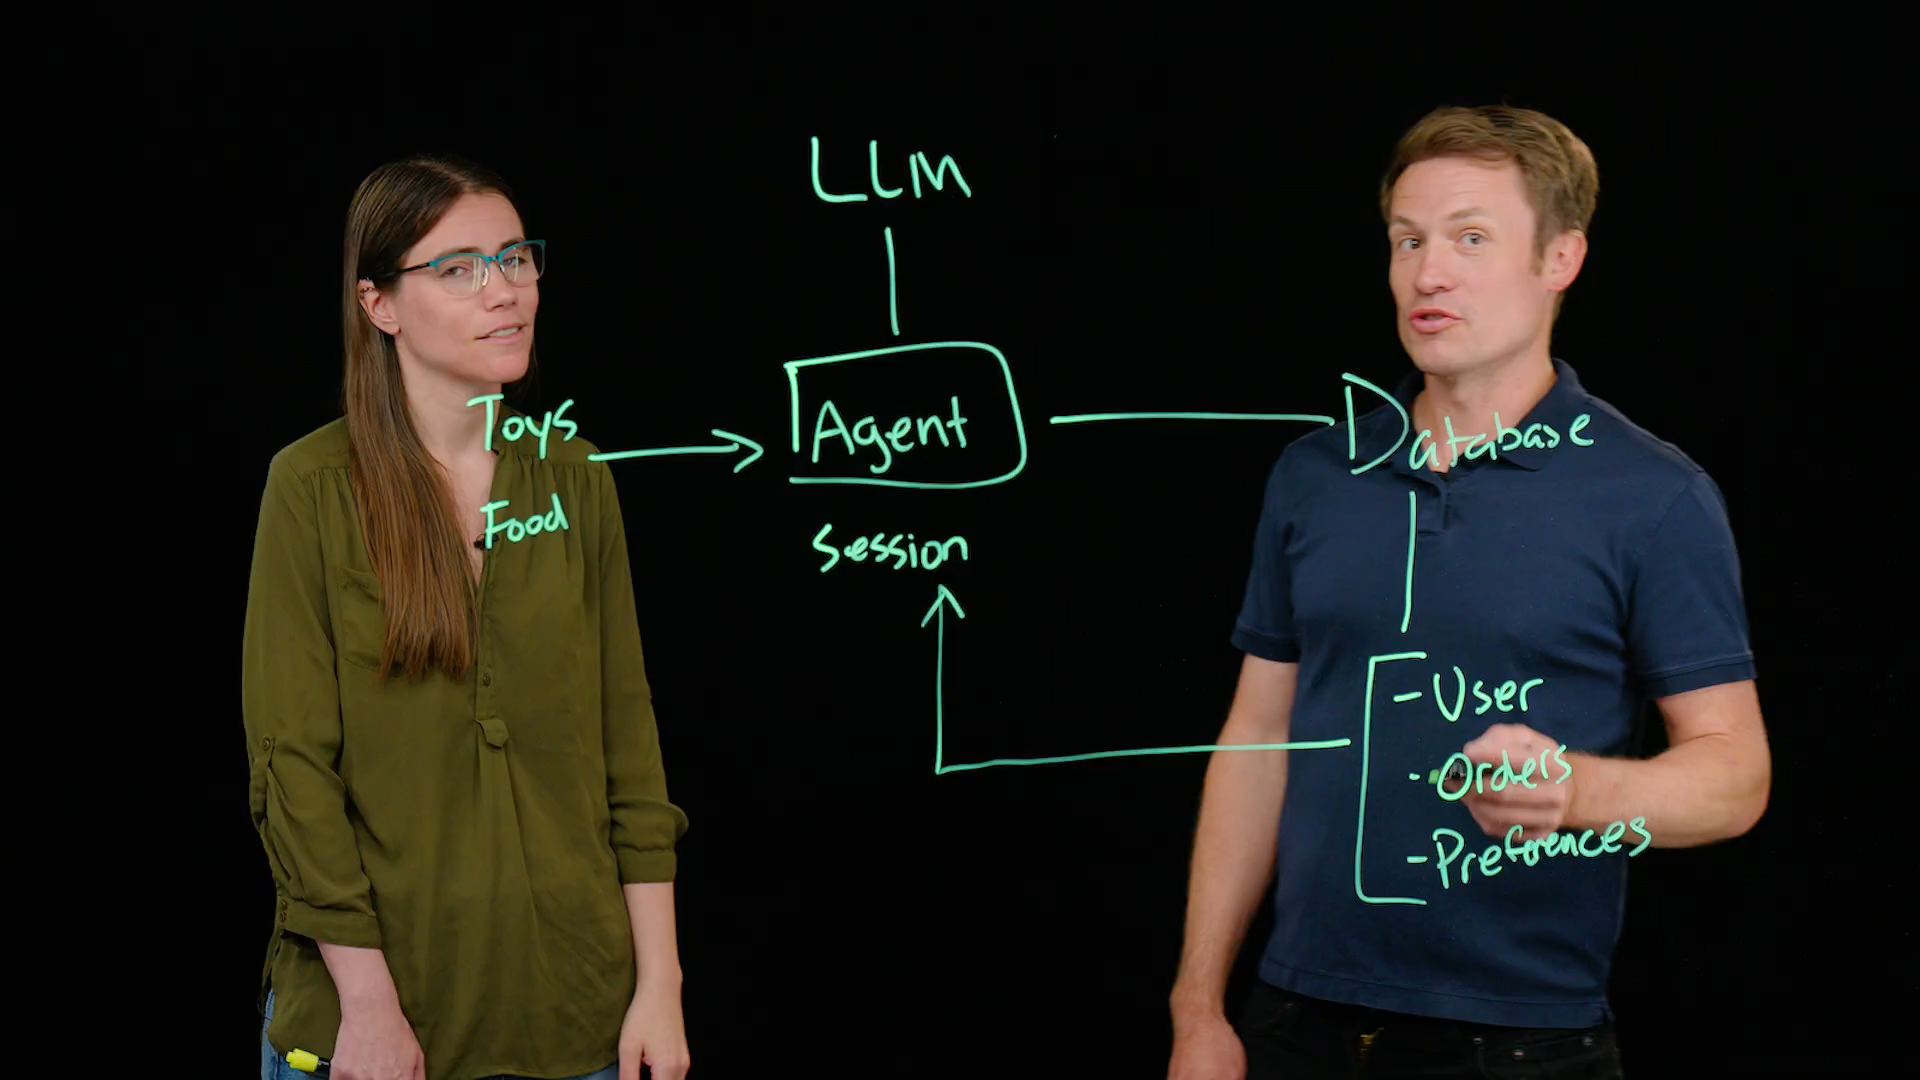 LLM
Toys
Food
Agent
Session
Database
- User
- Orders
- Preferences